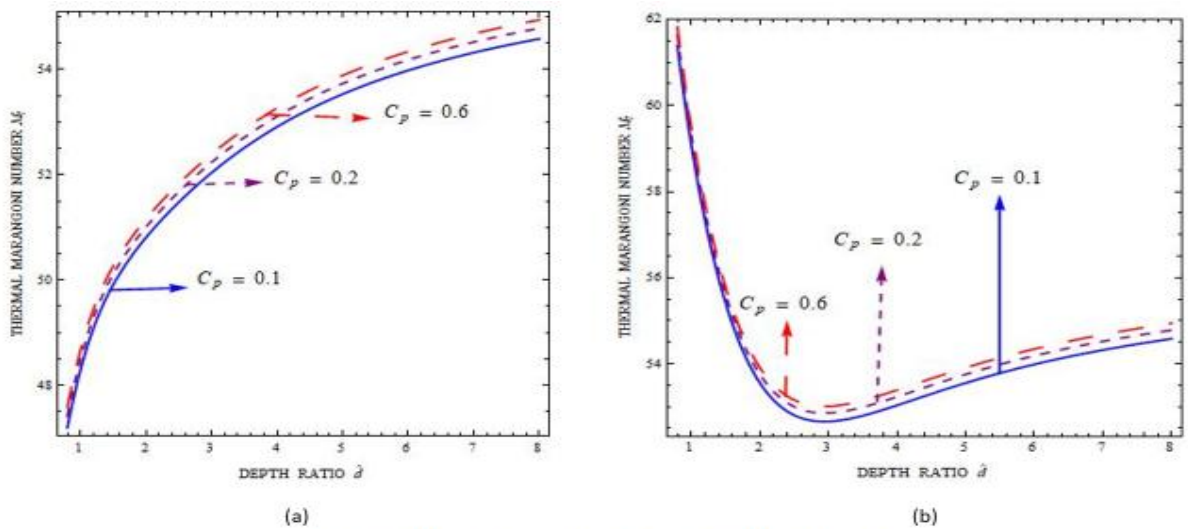 54
52
50
48
THERMAL MARANGONI NUMBER M_t
C_p = 0.6
C_p = 0.2
C_p = 0.1
1 2 3 4 5 6 7 8
DEPTH RATIO d̂
(a)
62
60
58
56
54
THERMAL MARANGONI NUMBER M_t
C_p = 0.1
C_p = 0.2
C_p = 0.6
1 2 3 4 5 6 7 8
DEPTH RATIO d̂
(b)